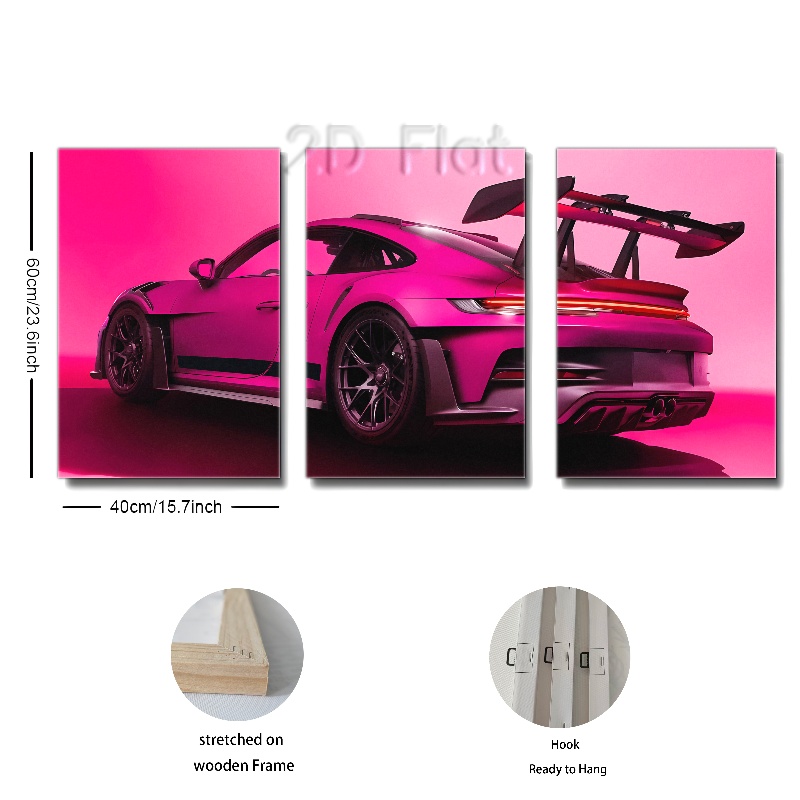 2D Flat
60cm/23.6inch
40cm/15.7inch
stretched on
wooden Frame
Hook
Ready to Hang